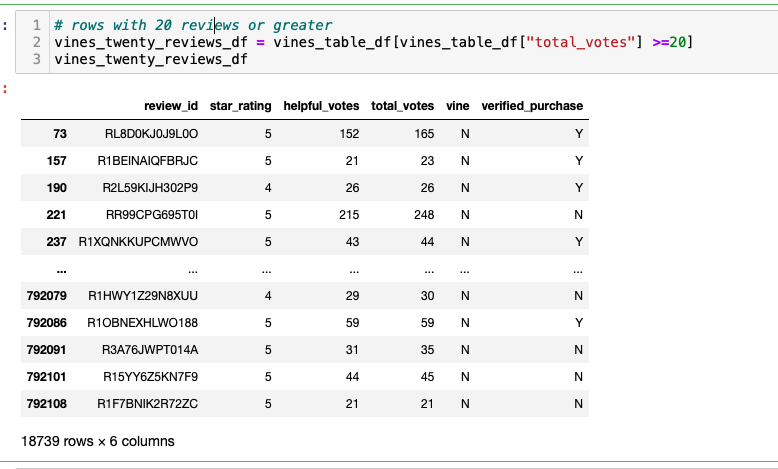 : 1 # rows with 20 reviews or greater
2 vines_twenty_reviews_df = vines_table_df[vines_table_df["total_votes"] >=20]
3 vines_twenty_reviews_df
:
review_id star_rating helpful_votes total_votes vine verified_purchase
73 RL8D0KJ0J9L0O 5 152 165 N Y
157 R1BEINAIQFBRJC 5 21 23 N Y
190 R2L59KIJH302P9 4 26 26 N Y
221 RR99CPG695T0I 5 215 248 N N
237 R1XQNKKUPCMWVO 5 43 44 N Y
... ... ... ... ... ... ...
792079 R1HWY1Z29N8XUU 4 29 30 N N
792086 R1OBNEXHLWO188 5 59 59 N Y
792091 R3A76JWPT014A 5 31 35 N N
792101 R15YY6Z5KN7F9 5 44 45 N N
792108 R1F7BNIK2R72ZC 5 21 21 N N
18739 rows × 6 columns